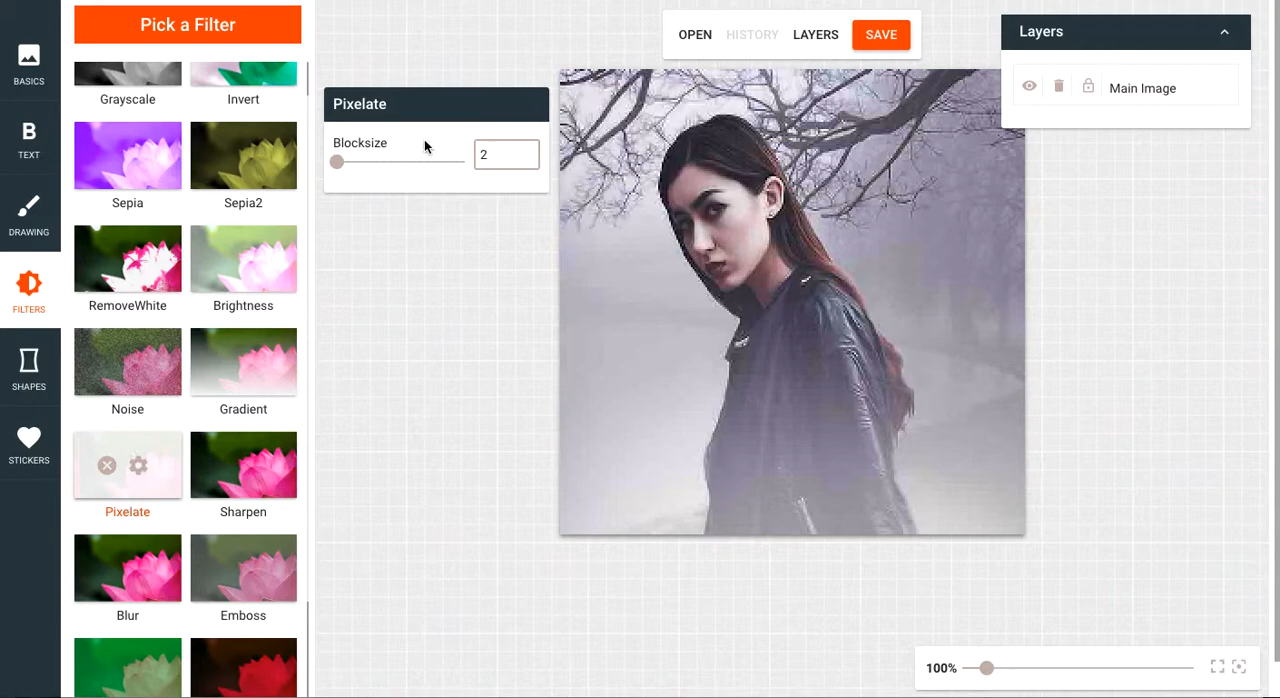 Pick a Filter
OPEN HISTORY LAYERS SAVE
Layers
Main Image
BASICS
TEXT
DRAWING
FILTERS
SHAPES
STICKERS
Grayscale Invert
Sepia Sepia2
RemoveWhite Brightness
Noise Gradient
Pixelate Sharpen
Blur Emboss
Pixelate
Blocksize 2
100%